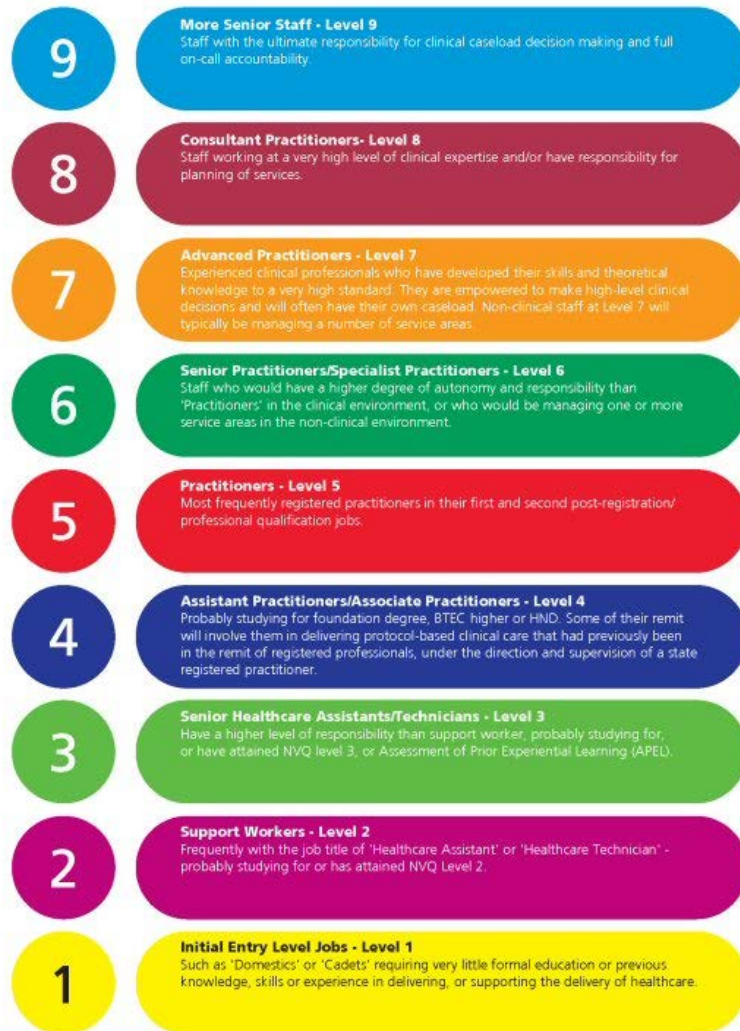 9
More Senior Staff - Level 9
Staff with the ultimate responsibility for clinical caseload decision making and full
on-call accountability.
8
Consultant Practitioners- Level 8
Staff working at a very high level of clinical expertise and/or have responsibility for
planning of services.
7
Advanced Practitioners - Level 7
Experienced clinical professionals who have developed their skills and theoretical
knowledge to a very high standard. They are empowered to make high-level clinical
decisions and will often have their own caseload. Non-clinical staff at Level 7 will
typically be managing a number of service areas.
6
Senior Practitioners/Specialist Practitioners - Level 6
Staff who would have a higher degree of autonomy and responsibility than
'Practitioners' in the clinical environment, or who would be managing one or more
service areas in the non-clinical environment.
5
Practitioners - Level 5
Most frequently registered practitioners in their first and second post-registration/
professional qualification jobs.
4
Assistant Practitioners/Associate Practitioners - Level 4
Probably studying for foundation degree, BTEC higher or HND. Some of their remit
will involve them in delivering protocol-based clinical care that had previously been
in the remit of registered professionals, under the direction and supervision of a state
registered practitioner.
3
Senior Healthcare Assistants/Technicians - Level 3
Have a higher level of responsibility than support worker, probably studying for,
or have attained NVQ level 3, or Assessment of Prior Experiential Learning (APEL).
2
Support Workers - Level 2
Frequently with the job title of 'Healthcare Assistant' or 'Healthcare Technician' -
probably studying for or has attained NVQ Level 2.
1
Initial Entry Level Jobs - Level 1
Such as 'Domestics' or 'Cadets' requiring very little formal education or previous
knowledge, skills or experience in delivering, or supporting the delivery of healthcare.